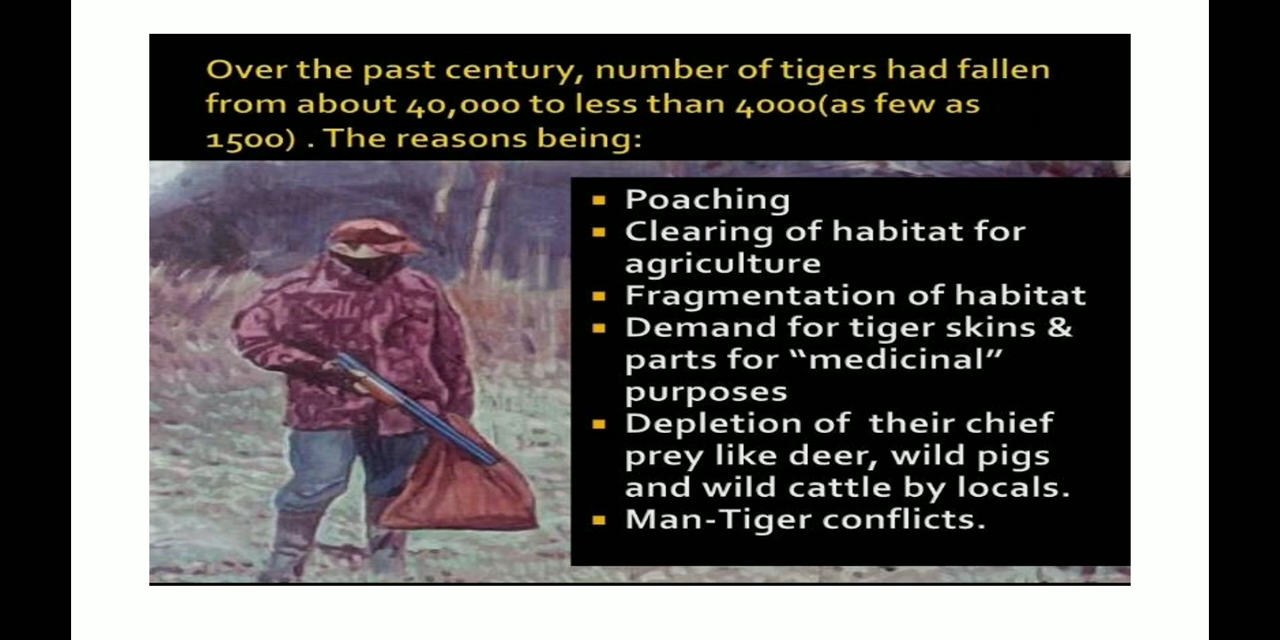 Over the past century, number of tigers had fallen
from about 40,000 to less than 4000(as few as
1500) . The reasons being:
▪ Poaching
▪ Clearing of habitat for
agriculture
▪ Fragmentation of habitat
▪ Demand for tiger skins &
parts for “medicinal”
purposes
▪ Depletion of their chief
prey like deer, wild pigs
and wild cattle by locals.
▪ Man-Tiger conflicts.